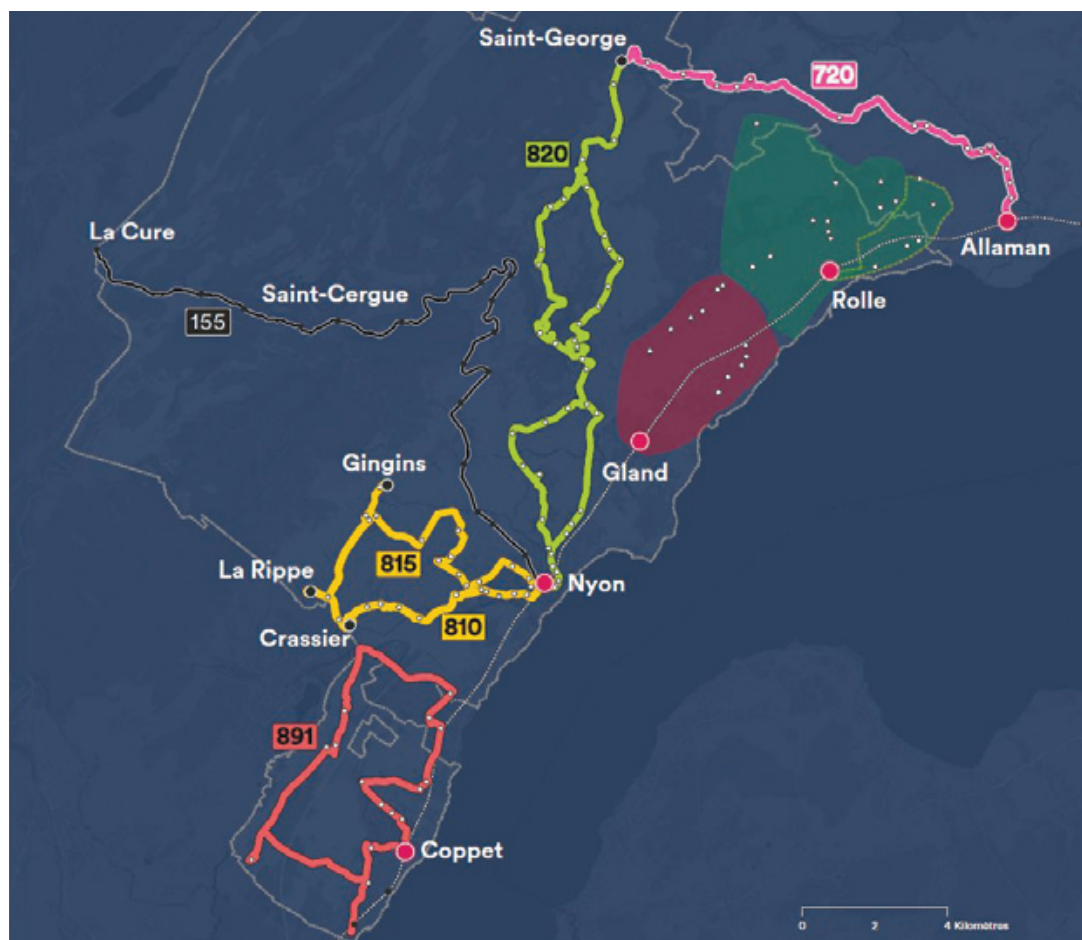 Saint-George
720
820
La Cure
Allaman
Saint-Cergue
Rolle
155
Gingins
Gland
815
La Rippe
Nyon
Crassier
810
891
Coppet
0 2 4 Kilomètres